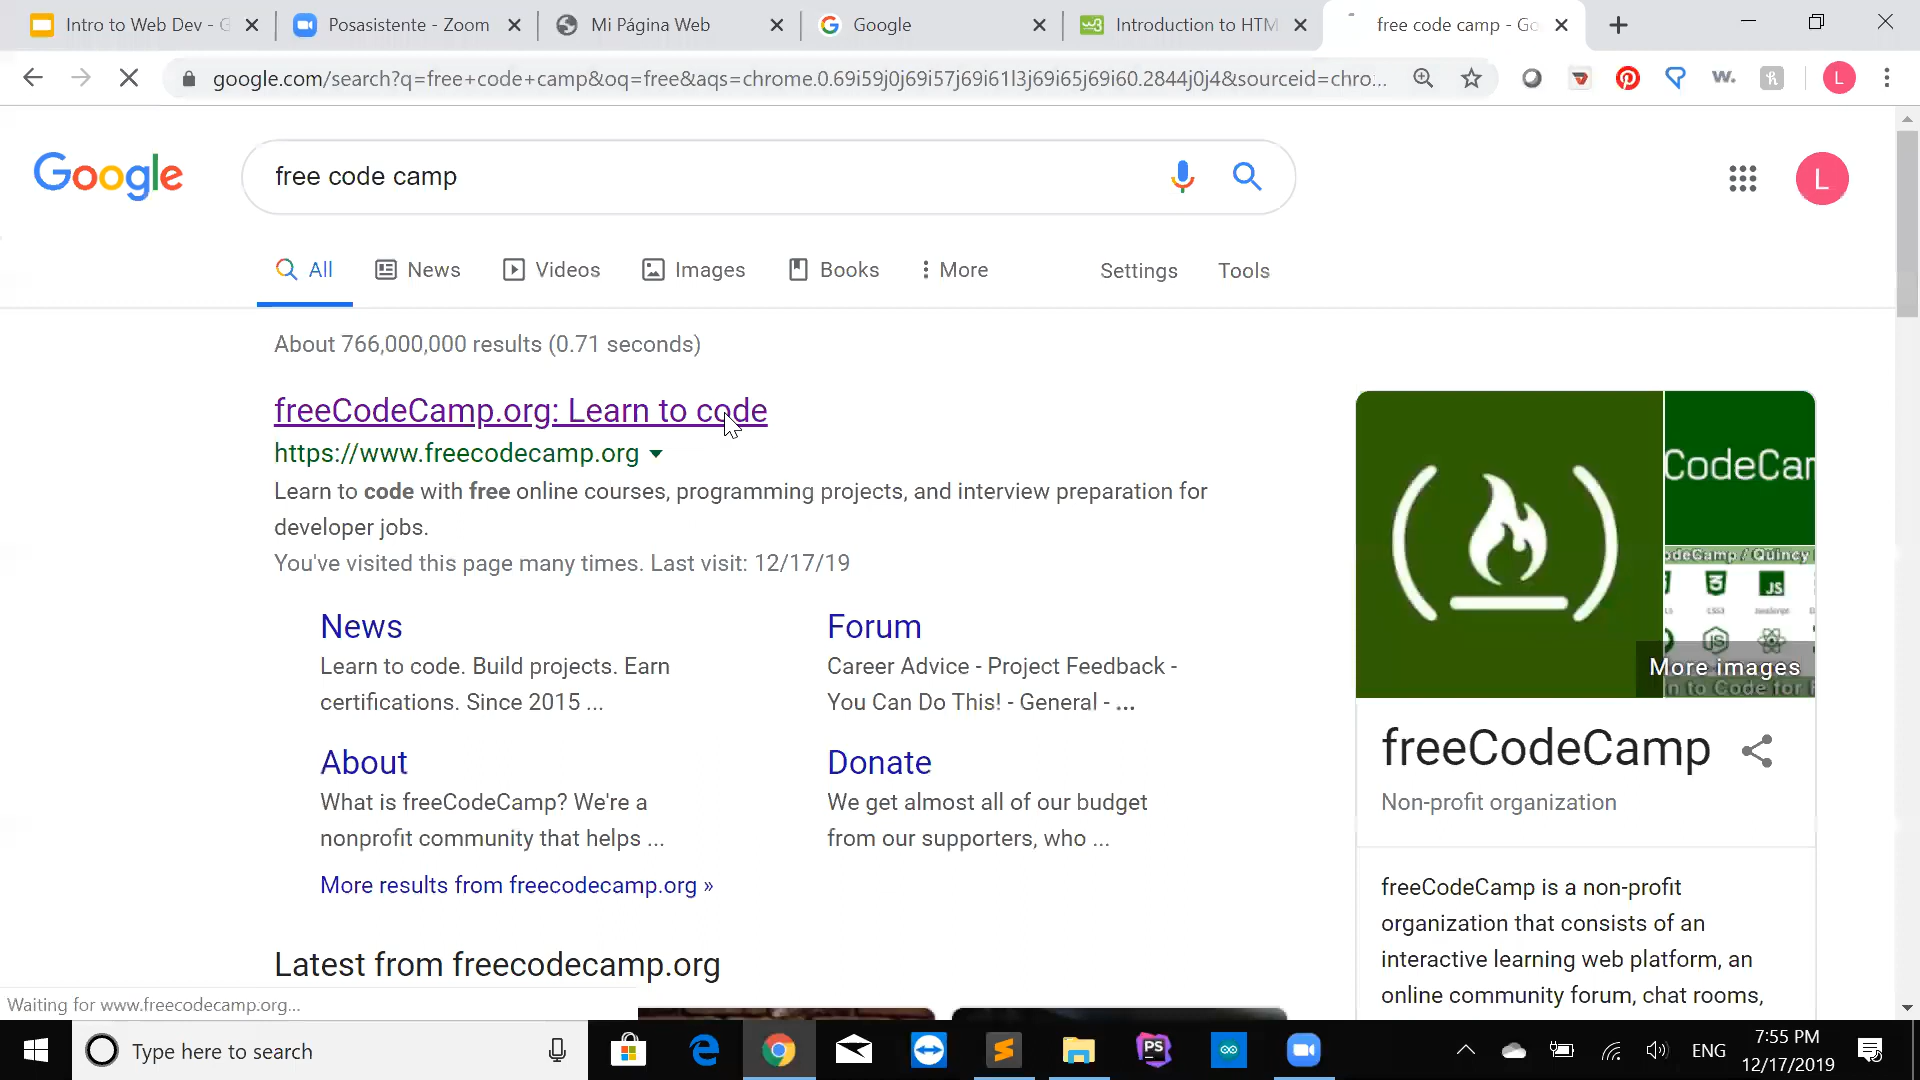 Intro to Web Dev - G
Posasistente - Zoom
Mi Página Web
Google
Introduction to HTM
free code camp - Go
google.com/search?q=free+code+camp&oq=free&aqs=chrome.0.69i59j0j69i57j69i61l3j69i65j69i60.2844j0j4&sourceid=chro...
w.
L
Google
free code camp
L
All
News
Videos
Images
Books
More
Settings
Tools
About 766,000,000 results (0.71 seconds)
freeCodeCamp.org: Learn to code
https://www.freecodecamp.org
Learn to code with free online courses, programming projects, and interview preparation for
developer jobs.
You've visited this page many times. Last visit: 12/17/19
News
Learn to code. Build projects. Earn
certifications. Since 2015 ...
Forum
Career Advice - Project Feedback -
You Can Do This! - General - ...
About
What is freeCodeCamp? We're a
nonprofit community that helps ...
Donate
We get almost all of our budget
from our supporters, who ...
More results from freecodecamp.org »
Latest from freecodecamp.org
CodeCar
odeCamp / Quincy
JS
More images
n to Code for
freeCodeCamp
Non-profit organization
freeCodeCamp is a non-profit
organization that consists of an
interactive learning web platform, an
online community forum, chat rooms,
Waiting for www.freecodecamp.org...
Type here to search
PS
ENG
7:55 PM
12/17/2019